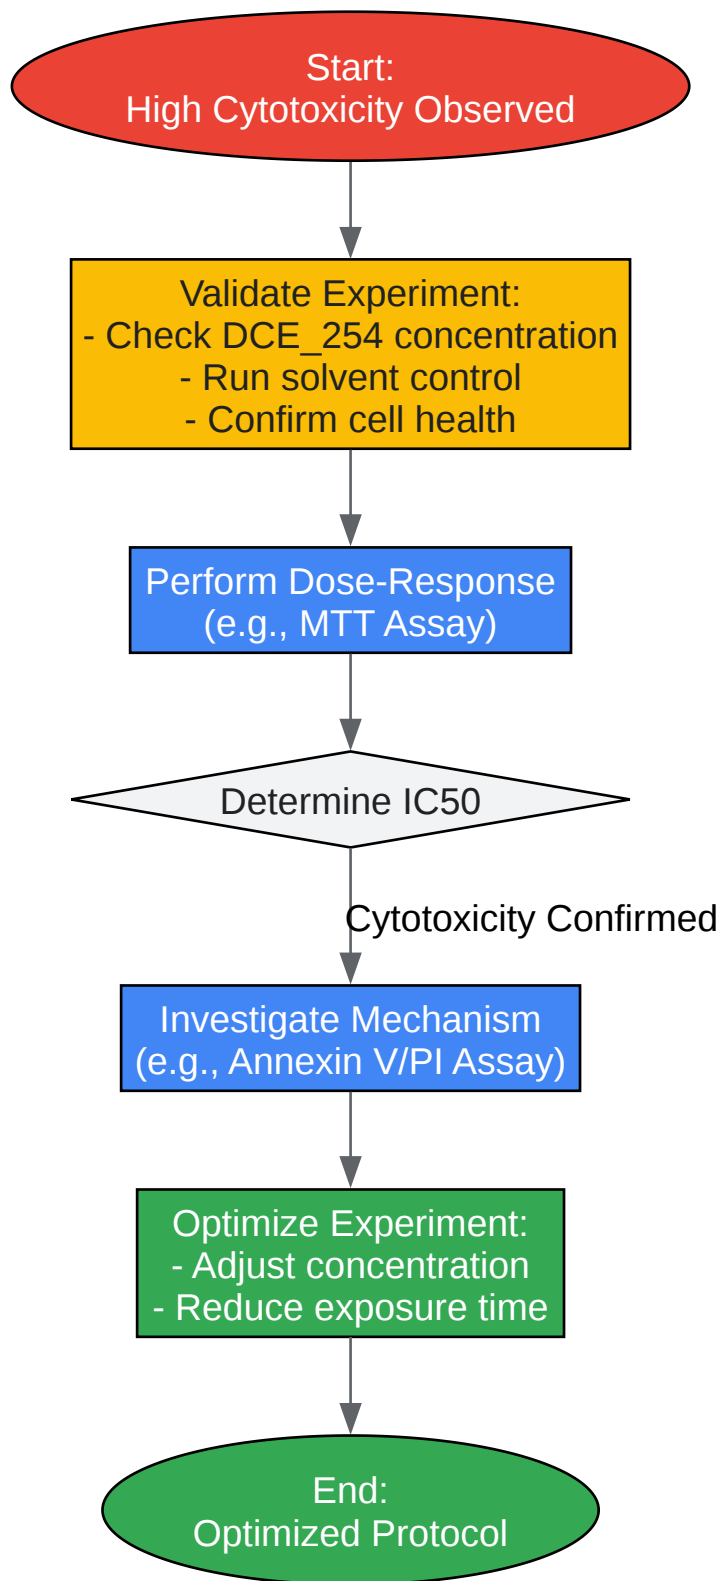 Start:
High Cytotoxicity Observed
Validate Experiment:
- Check DCE_254 concentration
- Run solvent control
- Confirm cell health
Perform Dose-Response
(e.g., MTT Assay)
Determine IC50
Cytotoxicity Confirmed
Investigate Mechanism
(e.g., Annexin V/PI Assay)
Optimize Experiment:
- Adjust concentration
- Reduce exposure time
End:
Optimized Protocol